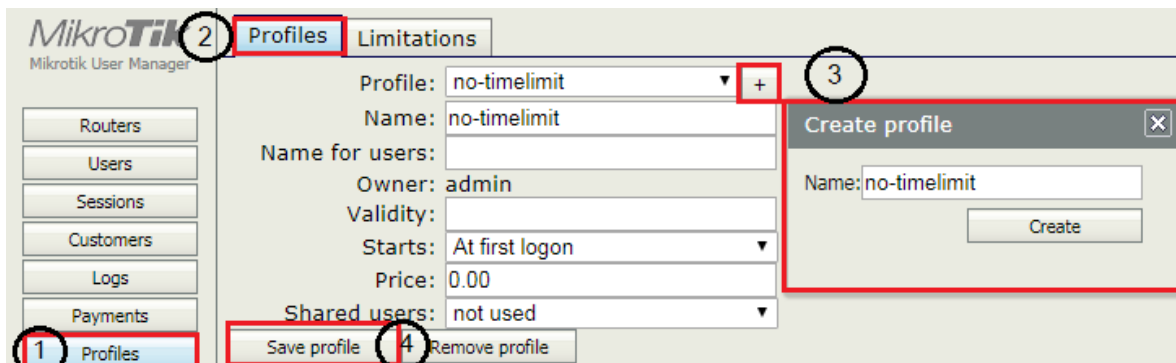 MikroTik
Mikrotik User Manager
2
Profiles
Limitations
Profile: no-timelimit
+
3
Name: no-timelimit
Name for users:
Owner: admin
Validity:
Starts: At first logon
Price: 0.00
Shared users: not used
Save profile
4
Remove profile
Routers
Users
Sessions
Customers
Logs
Payments
1
Profiles
Create profile
Name: no-timelimit
Create